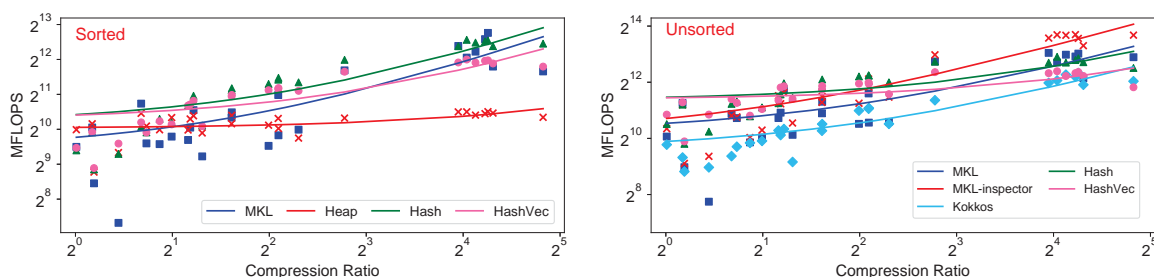 Sorted
MFLOPS
2^13
2^12
2^11
2^10
2^9
2^8
MKL
Heap
Hash
HashVec
2^0
2^1
2^2
2^3
2^4
2^5
Compression Ratio
Unsorted
MFLOPS
2^14
2^12
2^10
2^8
MKL
Hash
MKL-inspector
HashVec
Kokkos
2^0
2^1
2^2
2^3
2^4
2^5
Compression Ratio